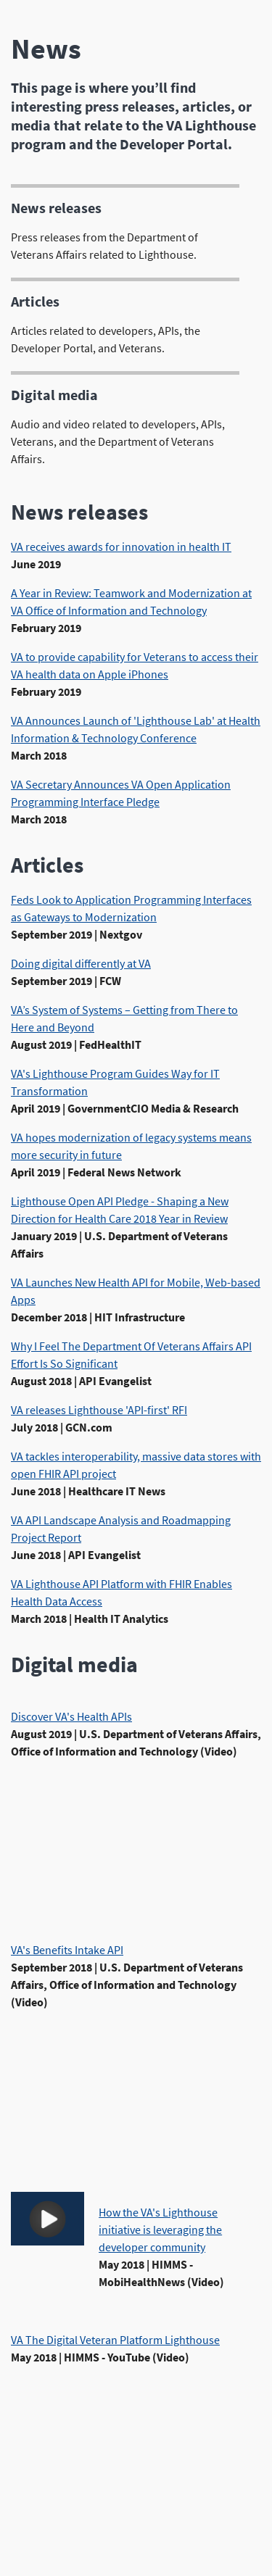 News
This page is where you’ll find
interesting press releases, articles, or
media that relate to the VA Lighthouse
program and the Developer Portal.
News releases
Press releases from the Department of
Veterans Affairs related to Lighthouse.
Articles
Articles related to developers, APIs, the
Developer Portal, and Veterans.
Digital media
Audio and video related to developers, APIs,
Veterans, and the Department of Veterans
Affairs.
News releases
VA receives awards for innovation in health IT
June 2019
A Year in Review: Teamwork and Modernization at
VA Office of Information and Technology
February 2019
VA to provide capability for Veterans to access their
VA health data on Apple iPhones
February 2019
VA Announces Launch of 'Lighthouse Lab' at Health
Information & Technology Conference
March 2018
VA Secretary Announces VA Open Application
Programming Interface Pledge
March 2018
Articles
Feds Look to Application Programming Interfaces
as Gateways to Modernization
September 2019 | Nextgov
Doing digital differently at VA
September 2019 | FCW
VA’s System of Systems – Getting from There to
Here and Beyond
August 2019 | FedHealthIT
VA's Lighthouse Program Guides Way for IT
Transformation
April 2019 | GovernmentCIO Media & Research
VA hopes modernization of legacy systems means
more security in future
April 2019 | Federal News Network
Lighthouse Open API Pledge - Shaping a New
Direction for Health Care 2018 Year in Review
January 2019 | U.S. Department of Veterans
Affairs
VA Launches New Health API for Mobile, Web-based
Apps
December 2018 | HIT Infrastructure
Why I Feel The Department Of Veterans Affairs API
Effort Is So Significant
August 2018 | API Evangelist
VA releases Lighthouse 'API-first' RFI
July 2018 | GCN.com
VA tackles interoperability, massive data stores with
open FHIR API project
June 2018 | Healthcare IT News
VA API Landscape Analysis and Roadmapping
Project Report
June 2018 | API Evangelist
VA Lighthouse API Platform with FHIR Enables
Health Data Access
March 2018 | Health IT Analytics
Digital media
Discover VA's Health APIs
August 2019 | U.S. Department of Veterans Affairs,
Office of Information and Technology (Video)
VA's Benefits Intake API
September 2018 | U.S. Department of Veterans
Affairs, Office of Information and Technology
(Video)
How the VA's Lighthouse
initiative is leveraging the
developer community
May 2018 | HIMMS -
MobiHealthNews (Video)
VA The Digital Veteran Platform Lighthouse
May 2018 | HIMMS - YouTube (Video)